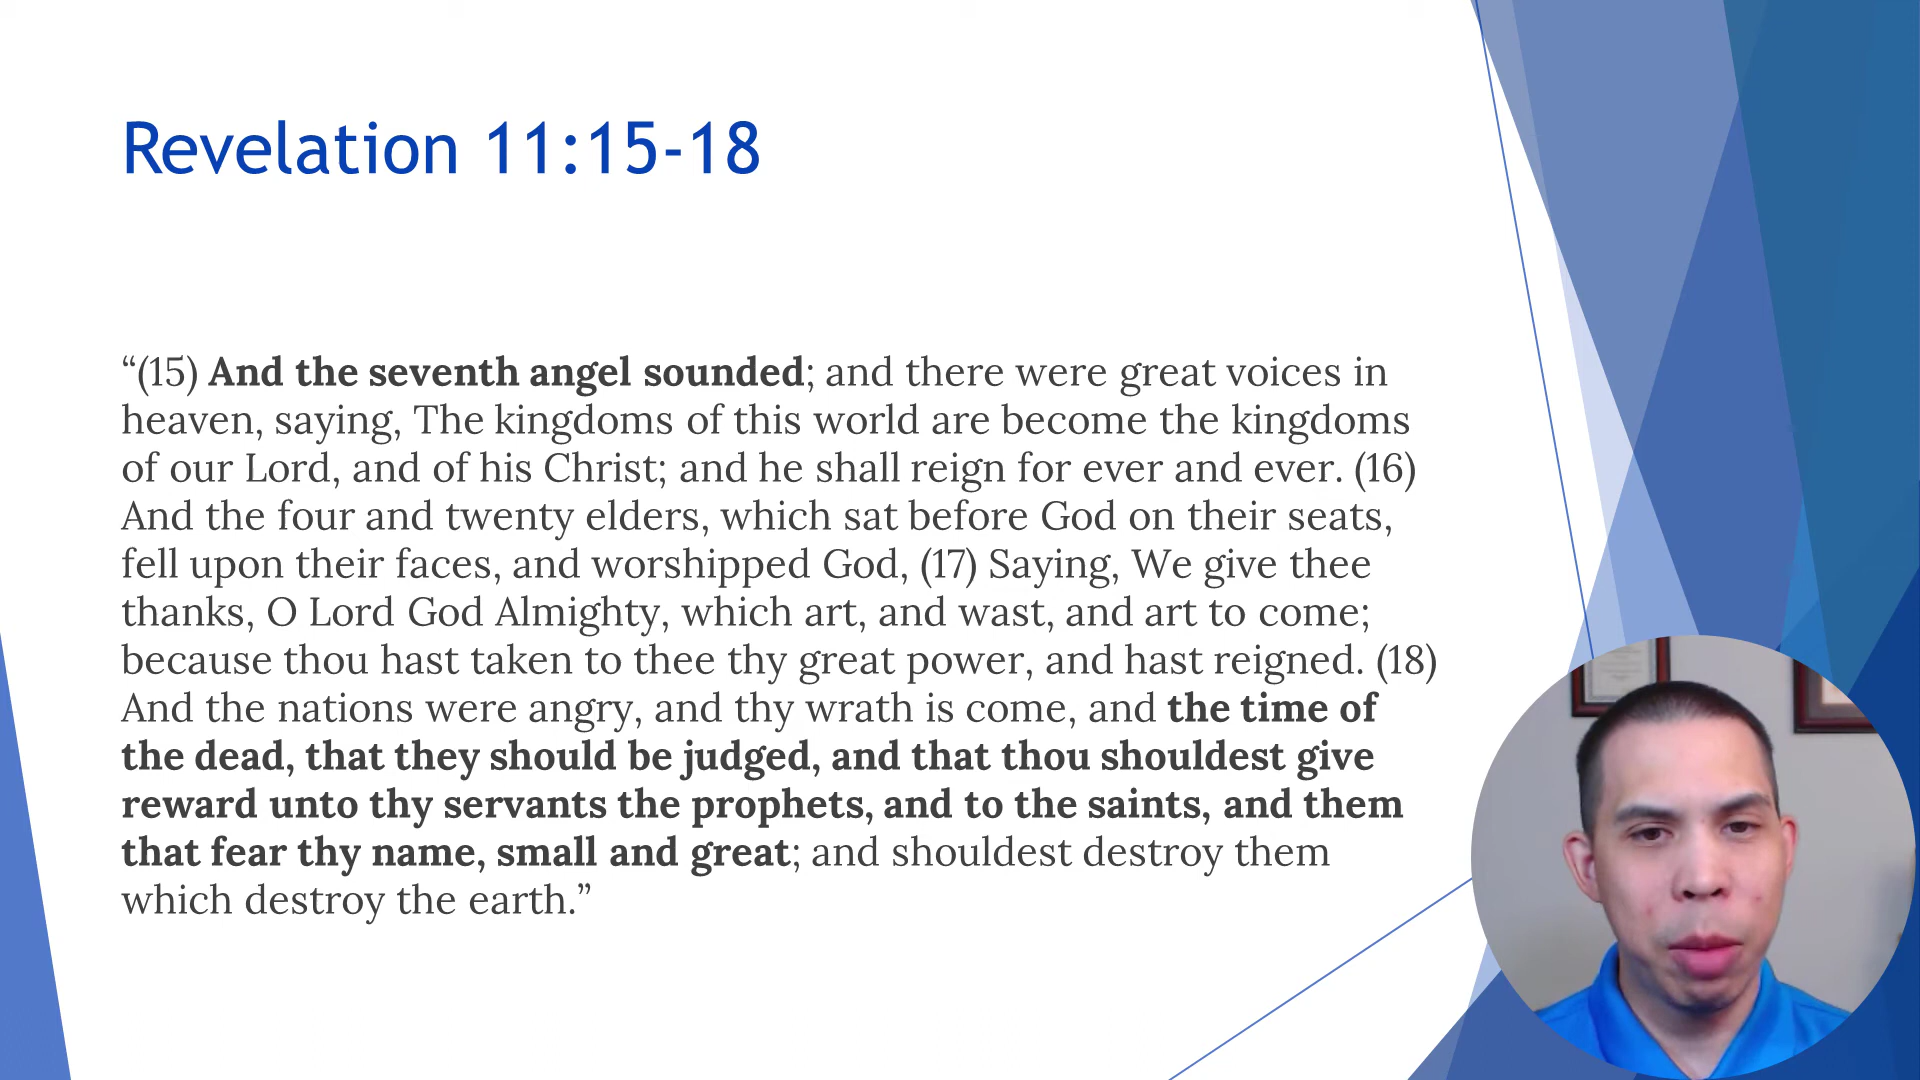 Revelation 11:15-18
“(15) And the seventh angel sounded; and there were great voices in
heaven, saying, The kingdoms of this world are become the kingdoms
of our Lord, and of his Christ; and he shall reign for ever and ever. (16)
And the four and twenty elders, which sat before God on their seats,
fell upon their faces, and worshipped God, (17) Saying, We give thee
thanks, O Lord God Almighty, which art, and wast, and art to come;
because thou hast taken to thee thy great power, and hast reigned. (18)
And the nations were angry, and thy wrath is come, and the time of
the dead, that they should be judged, and that thou shouldest give
reward unto thy servants the prophets, and to the saints, and them
that fear thy name, small and great; and shouldest destroy them
which destroy the earth.”